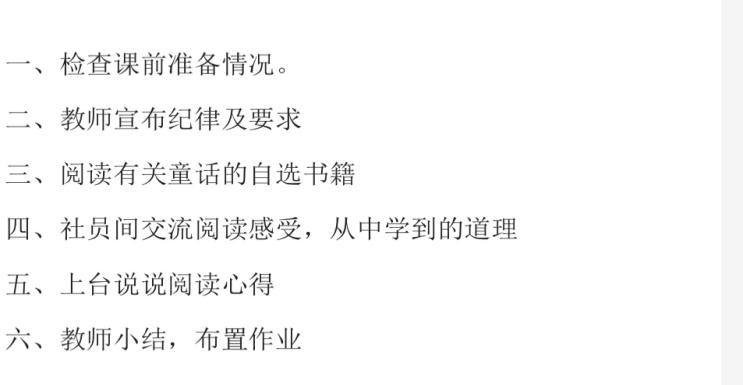 一、检查课前准备情况。
二、教师宣布纪律及要求
三、阅读有关童话的自选书籍
四、社员间交流阅读感受，从中学到的道理
五、上台说说阅读心得
六、教师小结，布置作业